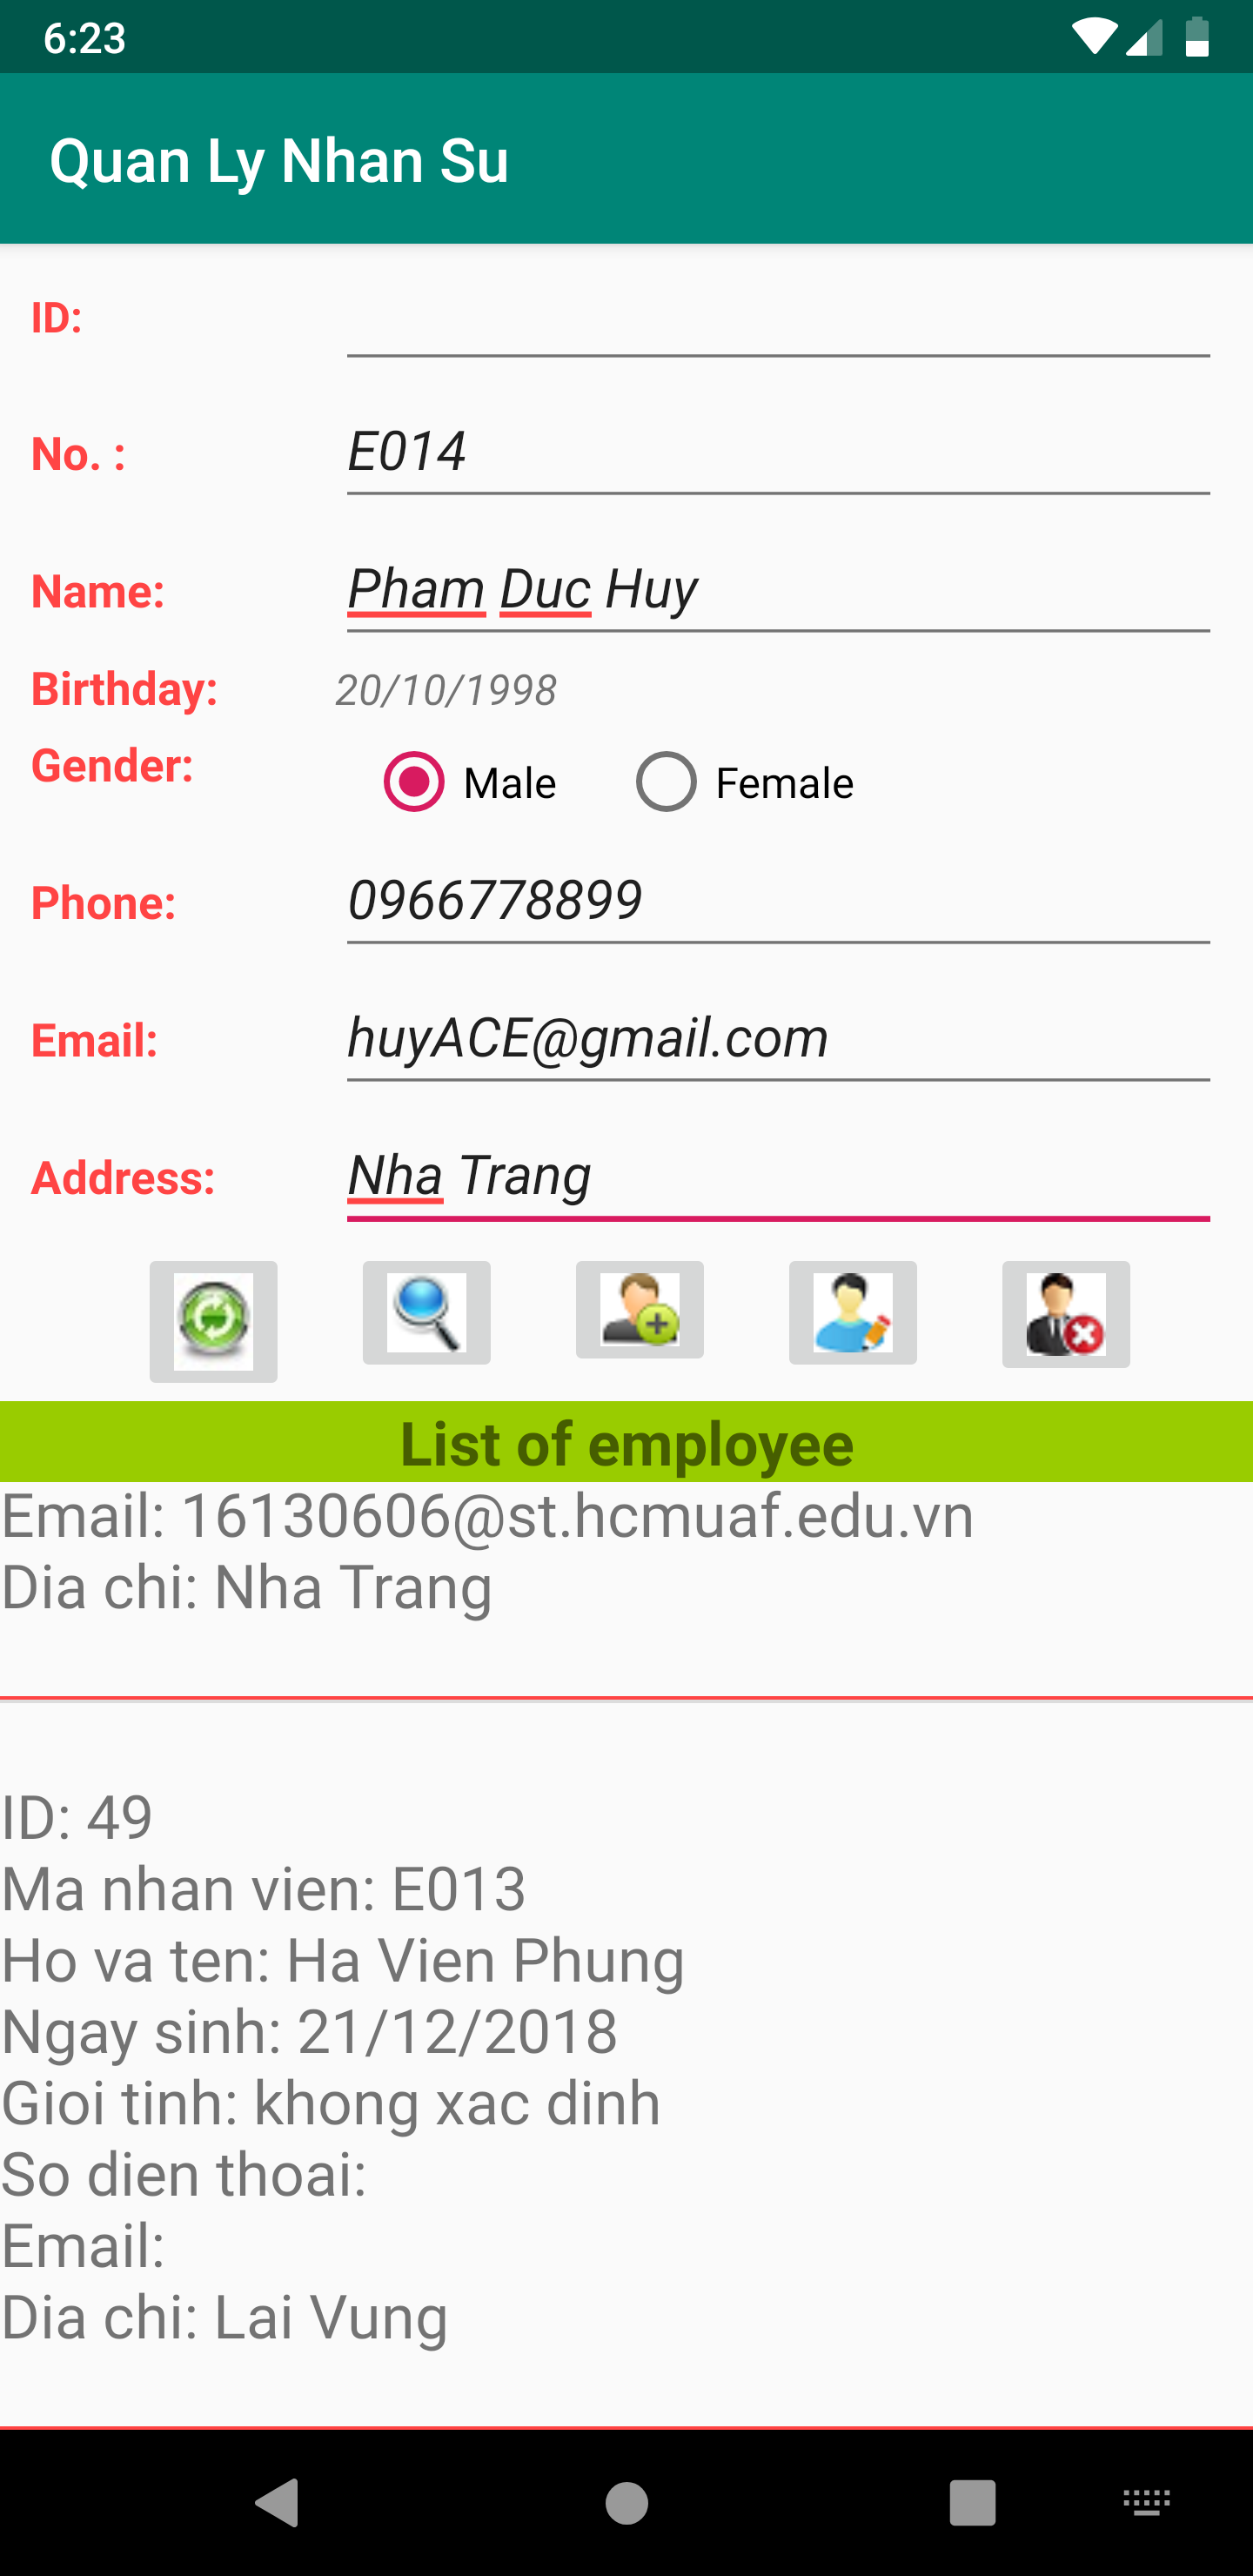 6:23
Quan Ly Nhan Su
ID:
No. : E014
Name: Pham Duc Huy
Birthday: 20/10/1998
Gender: Male Female
Phone: 0966778899
Email: huyACE@gmail.com
Address: Nha Trang
List of employee
Email: 16130606@st.hcmuaf.edu.vn
Dia chi: Nha Trang
ID: 49
Ma nhan vien: E013
Ho va ten: Ha Vien Phung
Ngay sinh: 21/12/2018
Gioi tinh: khong xac dinh
So dien thoai:
Email:
Dia chi: Lai Vung